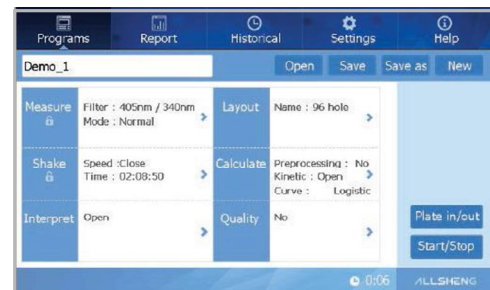 Programs Report Historical Settings Help
Demo_1 Open Save Save as New
Measure Filter : 405nm / 340nm Layout Name : 96 hole
Mode : Normal
Shake Speed :Close Calculate Preprocessing : No
Time : 02:08:50 Kinetic : Open
Curve : Logistic
Interpret Open Quality No
Plate in/out
Start/Stop
0:06 ALLSHENG